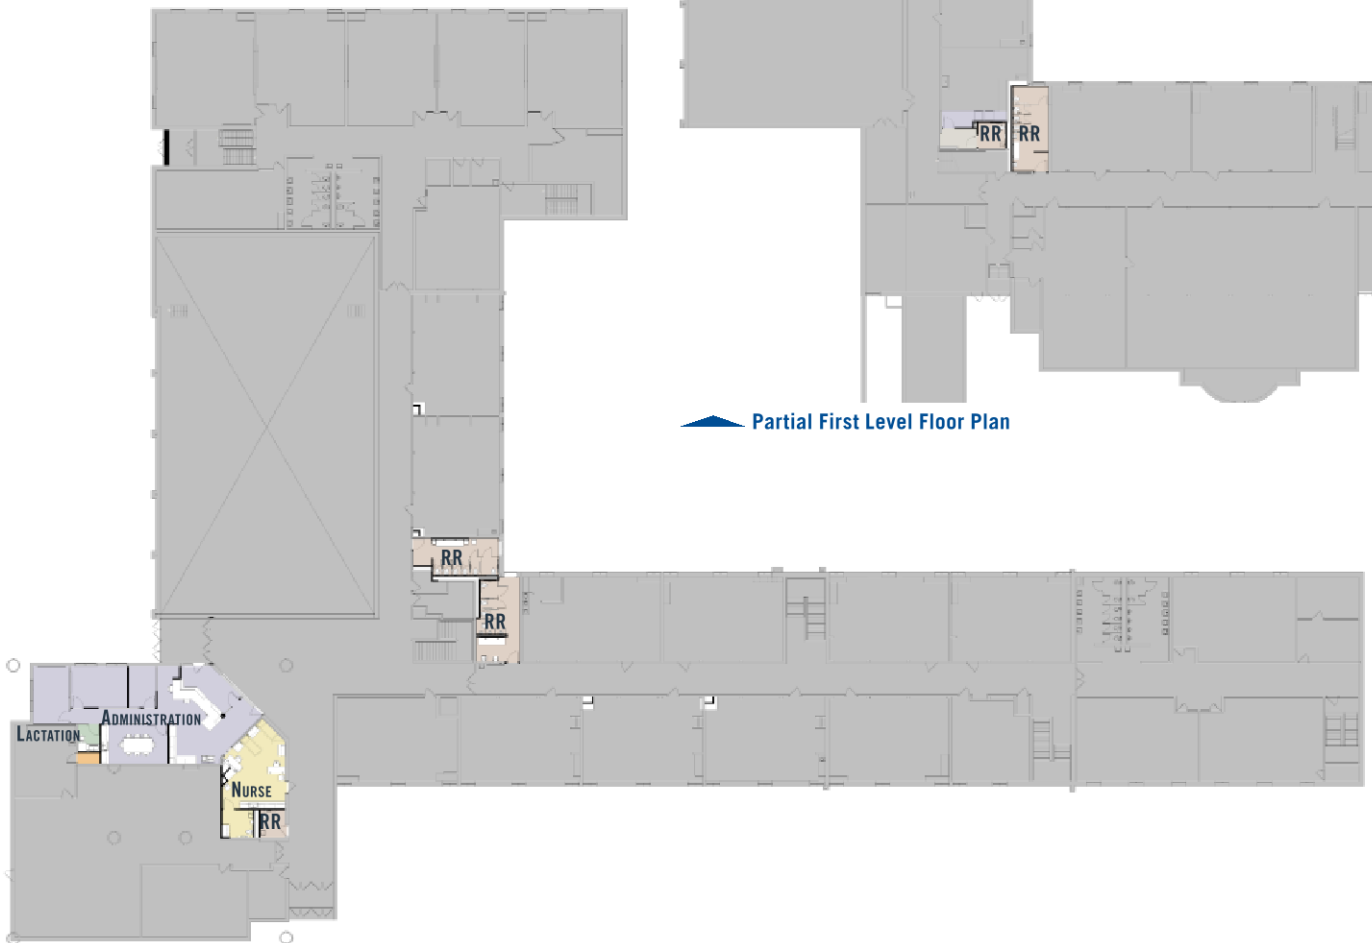 RR
RR
Partial First Level Floor Plan
RR
RR
Administration
Lactation
Nurse
RR